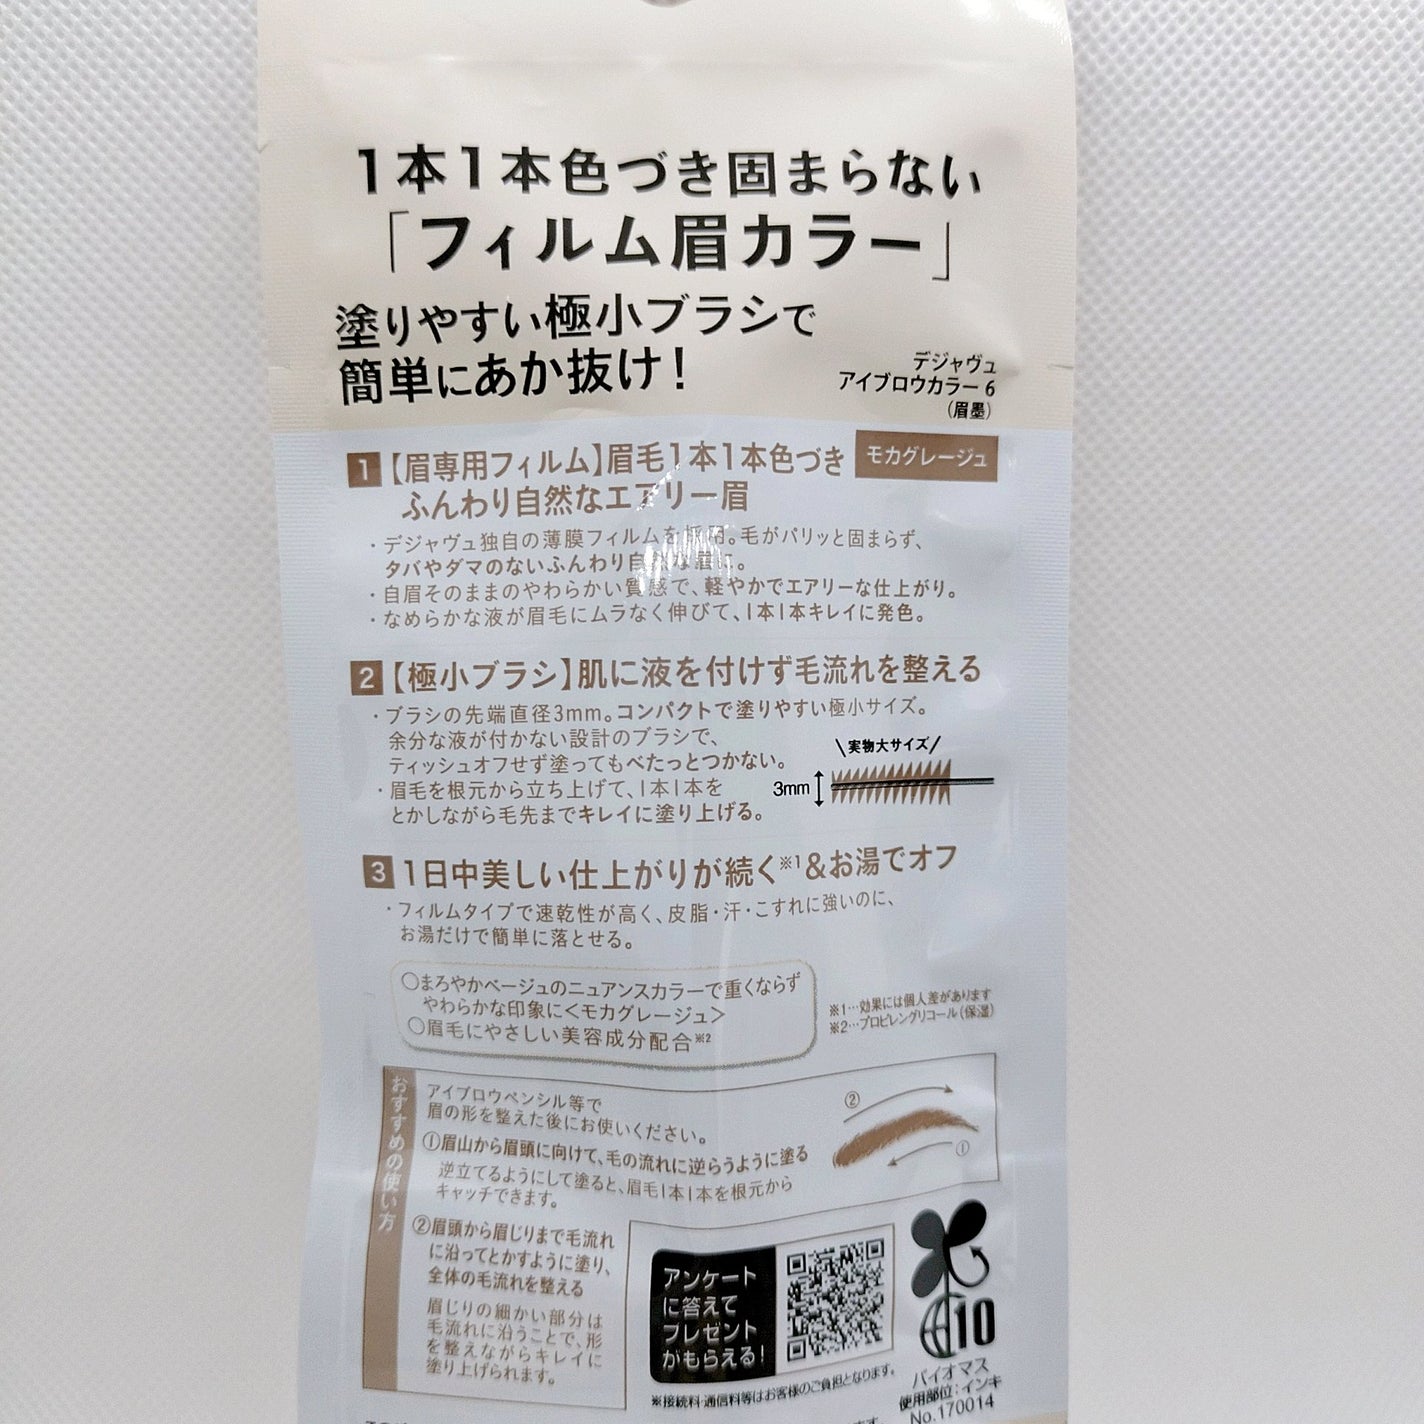 1本1本色づき固まらない
「フィルム眉カラー」
塗りやすい極小ブラシで
簡単にあか抜け！
デジャヴュ
アイブロウカラー 6
（眉墨）
モカグレージュ
1【眉専用フィルム】眉毛1本1本色づき
ふんわり自然なエアリー眉
・デジャヴュ独自の薄膜フィルムを採用。毛がパリッと固まらず、
タバやダマのないふんわり自然な眉に。
・自眉そのままのやわらかい質感で、軽やかでエアリーな仕上がり。
・なめらかな液が眉毛にムラなく伸びて、1本1本キレイに発色。
2【極小ブラシ】肌に液を付けず毛流れを整える
・ブラシの先端直径3mm。コンパクトで塗りやすい極小サイズ。
余分な液が付かない設計のブラシで、
ティッシュオフせず塗ってもべたっとつかない。
・眉毛を根元から立ち上げて、1本1本を
とかしながら毛先までキレイに塗り上げる。
\実物大サイズ/
3mm
3 1日中美しい仕上がりが続く※1&お湯でオフ
・フィルムタイプで速乾性が高く、皮脂・汗・こすれに強いのに、
お湯だけで簡単に落とせる。
○まろやかベージュのニュアンスカラーで重くならず
やわらかな印象に<モカグレージュ>
○眉毛にやさしい美容成分配合※2
※1…効果には個人差があります
※2…プロピレングリコール（保湿）
おすすめの使い方
アイブロウペンシル等で
眉の形を整えた後にお使いください。
①眉山から眉頭に向けて、毛の流れに逆らうように塗る
逆立てるようにして塗ると、眉毛1本1本を根元から
キャッチできます。
②
①
②眉頭から眉じりまで毛流れ
に沿ってとかすように塗り、
全体の毛流れを整える
眉じりの細かい部分は
毛流れに沿うことで、形
を整えながらキレイに
塗り上げられます。
アンケート
に答えて
プレゼント
がもらえる！
※接続料・通信料等はお客様のご負担となります。
10
バイオマス
使用部位：インキ
No.170014